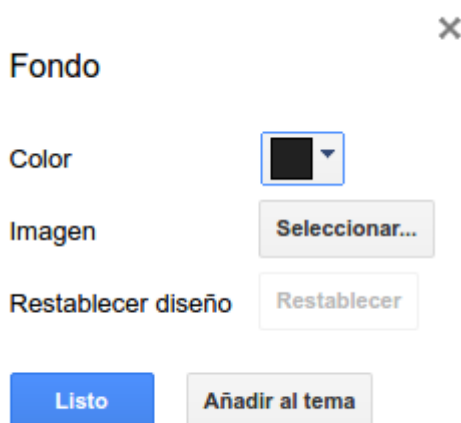 Fondo
Color
Imagen Seleccionar...
Restablecer diseño Restablecer
Listo Añadir al tema